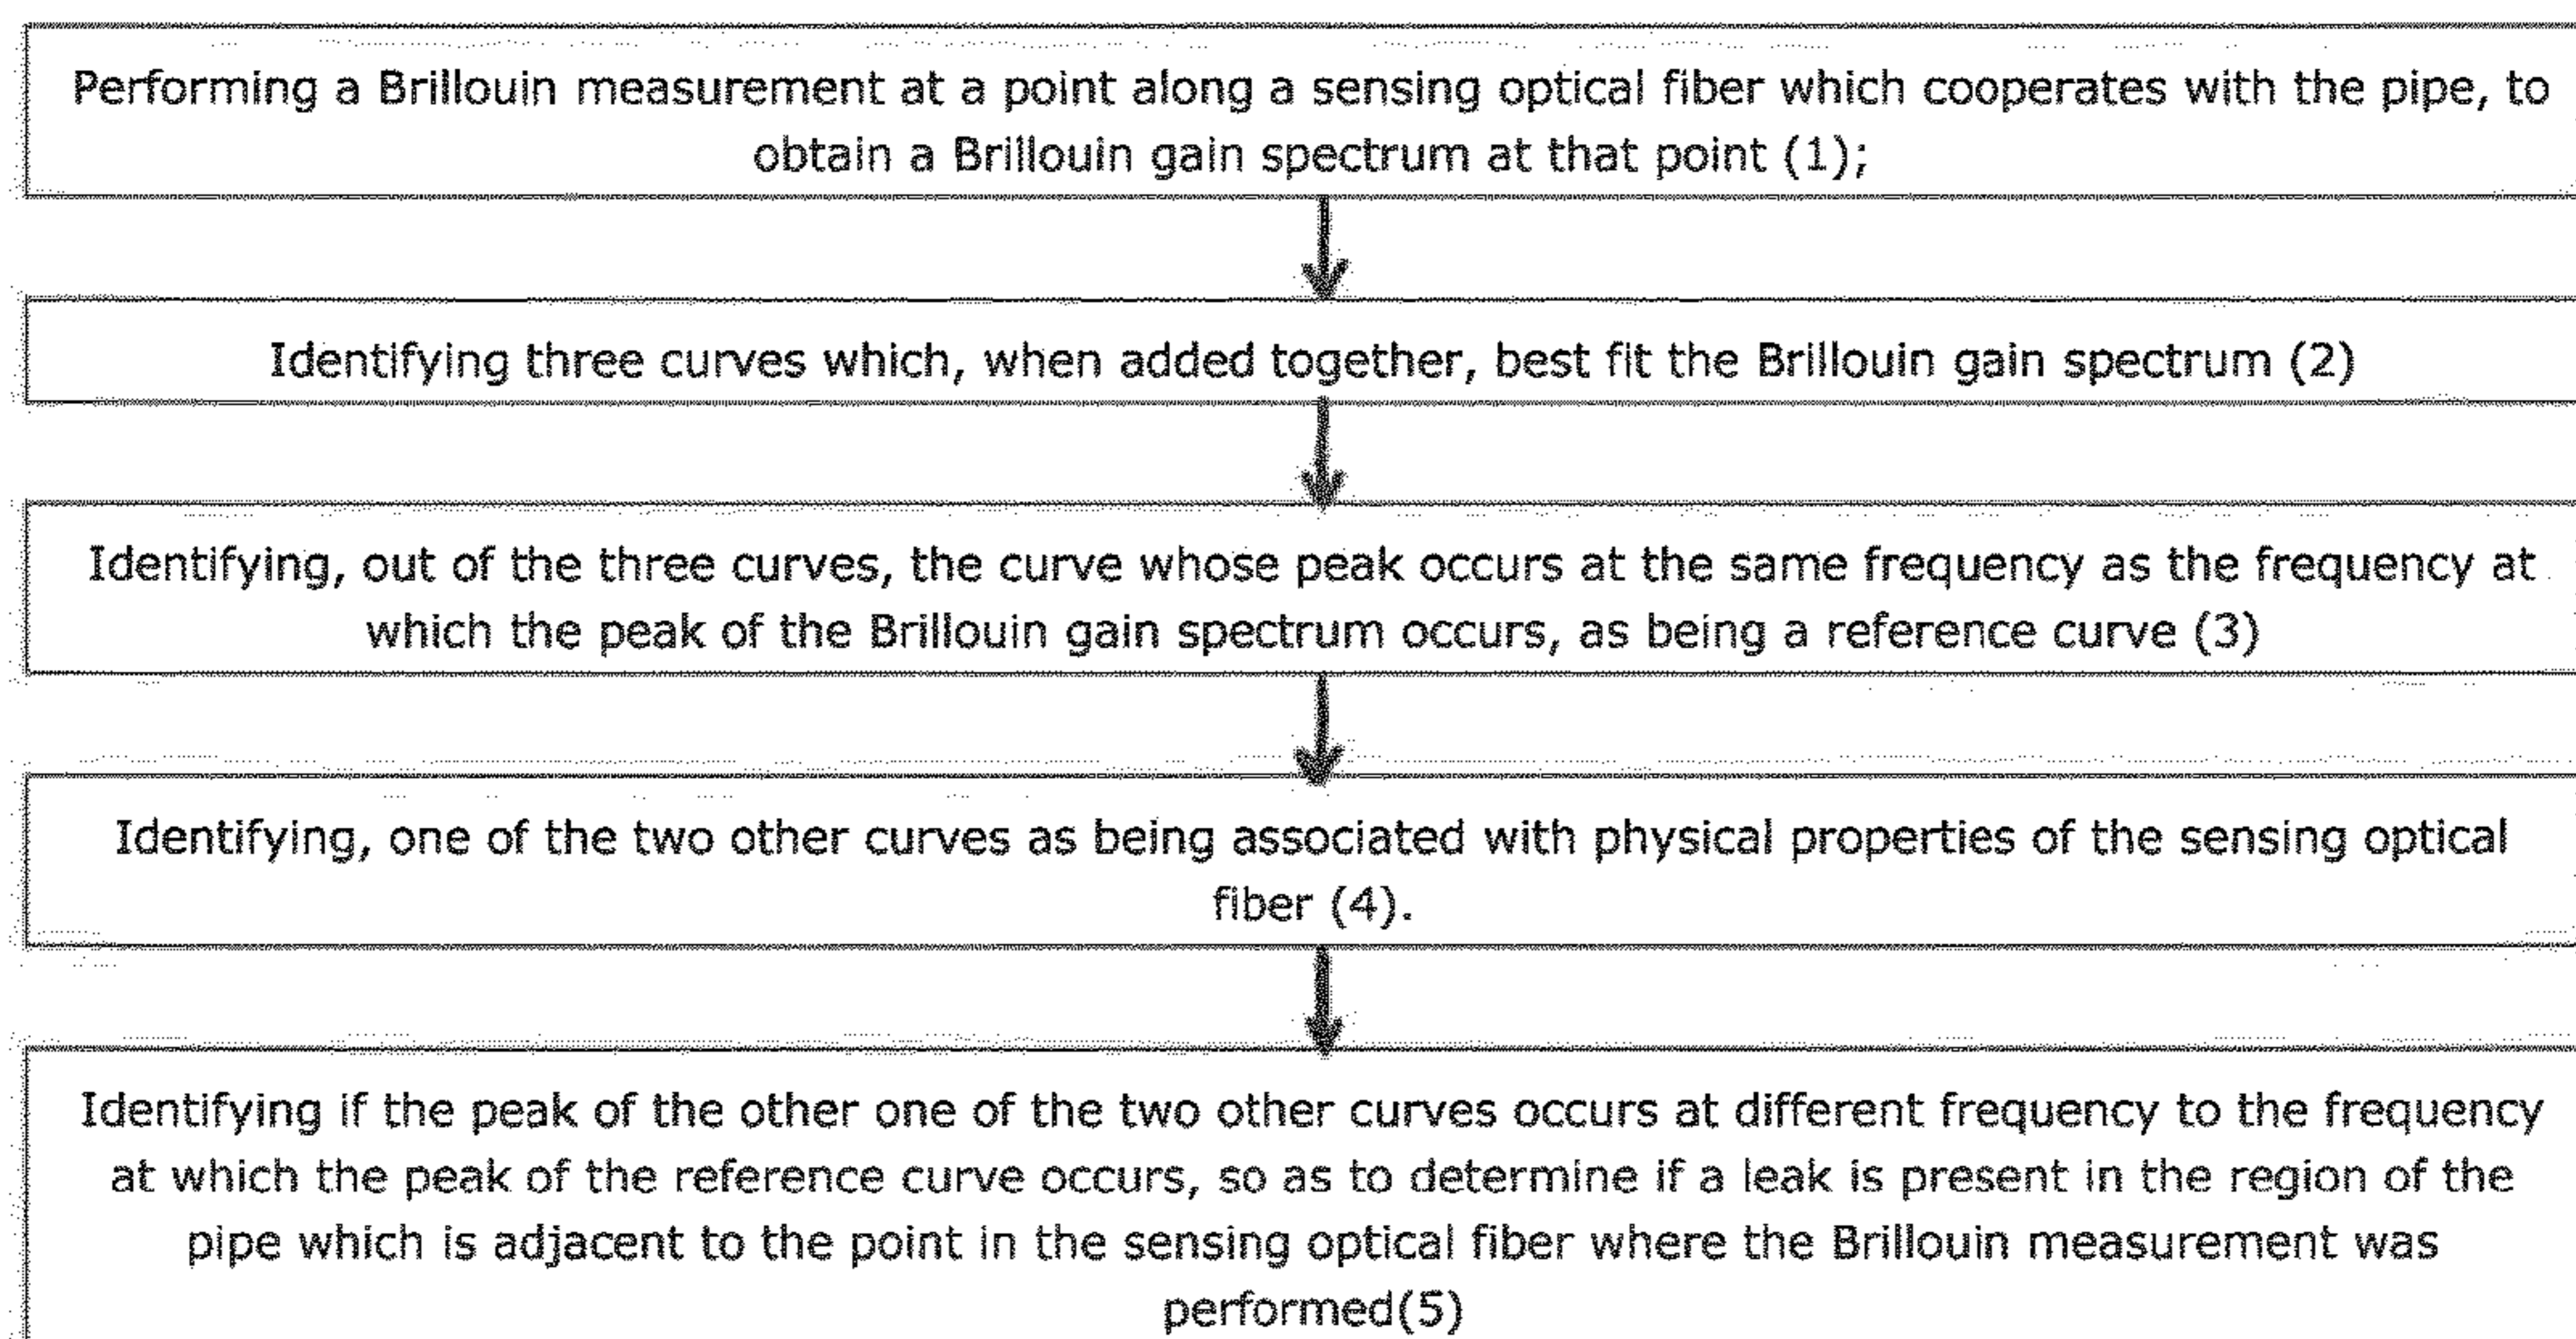 Performing a Brillouin measurement at a point along a sensing optical fiber which cooperates with the pipe, to
obtain a Brillouin gain spectrum at that point (1);
Identifying three curves which, when added together, best fit the Brillouin gain spectrum (2)
Identifying, out of the three curves, the curve whose peak occurs at the same frequency as the frequency at
which the peak of the Brillouin gain spectrum occurs, as being a reference curve (3)
Identifying, one of the two other curves as being associated with physical properties of the sensing optical
fiber (4).
Identifying if the peak of the other one of the two other curves occurs at different frequency to the frequency
at which the peak of the reference curve occurs, so as to determine if a leak is present in the region of the
pipe which is adjacent to the point in the sensing optical fiber where the Brillouin measurement was
performed(5)